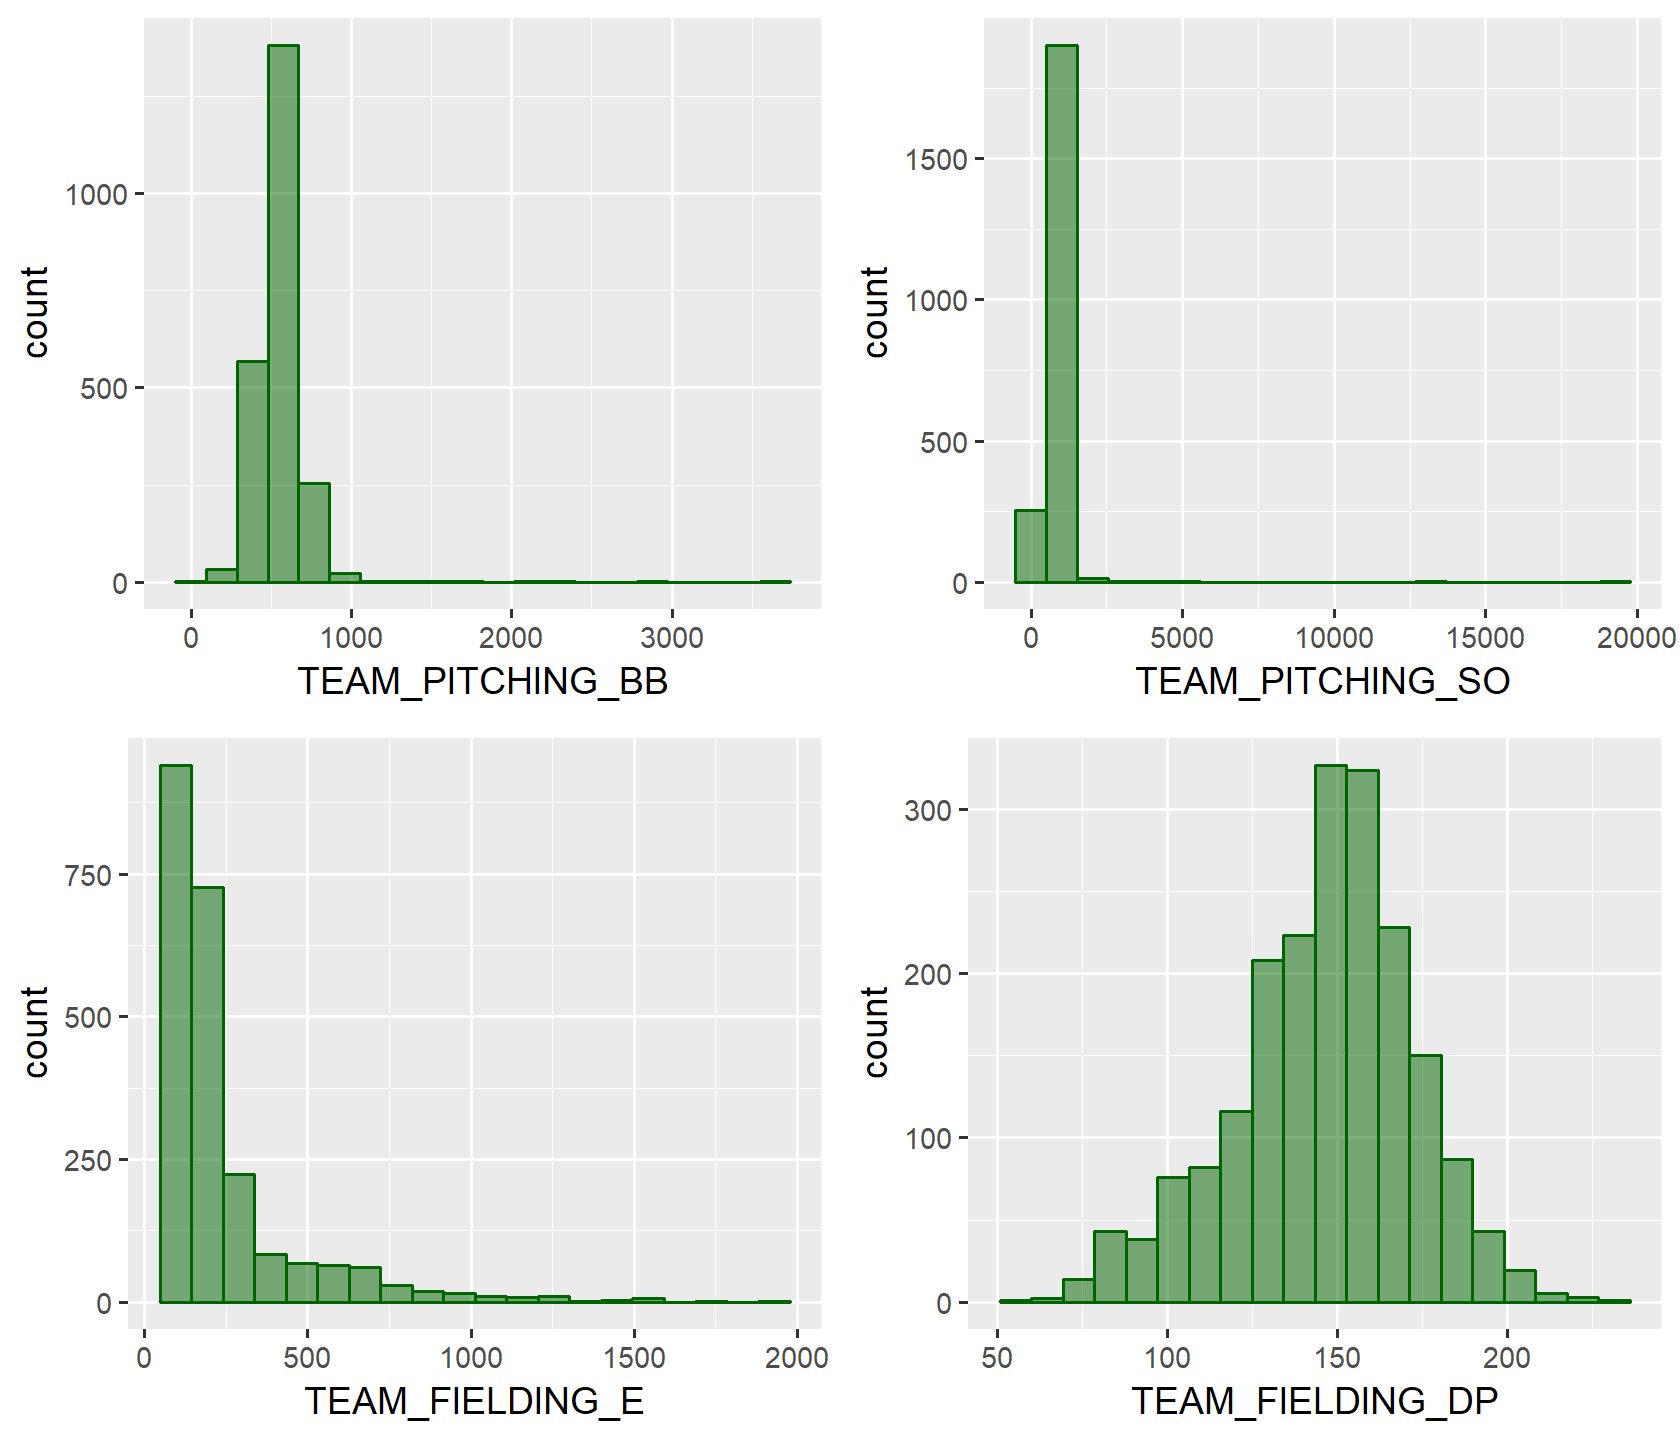 count
1000
500
0
0 1000 2000 3000
TEAM_PITCHING_BB
count
1500
1000
500
0
0 5000 10000 15000 20000
TEAM_PITCHING_SO
count
750
500
250
0
0 500 1000 1500 2000
TEAM_FIELDING_E
count
300
200
100
0
50 100 150 200
TEAM_FIELDING_DP